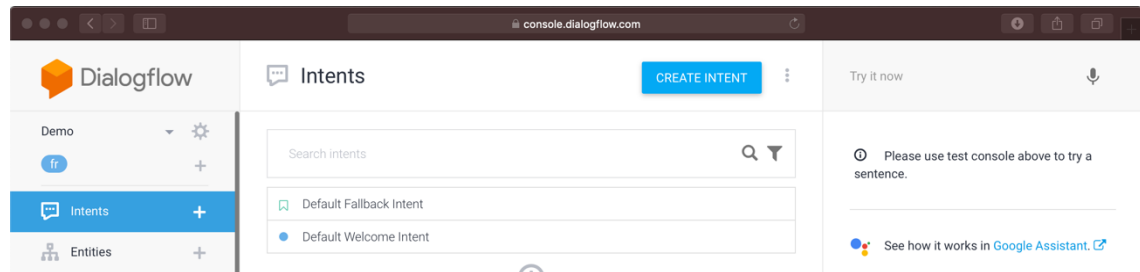 console.dialogflow.com
Dialogflow
Intents
CREATE INTENT
Try it now
Demo
fr
Search intents
Please use test console above to try a
sentence.
Intents
Default Fallback Intent
Default Welcome Intent
Entities
See how it works in Google Assistant.